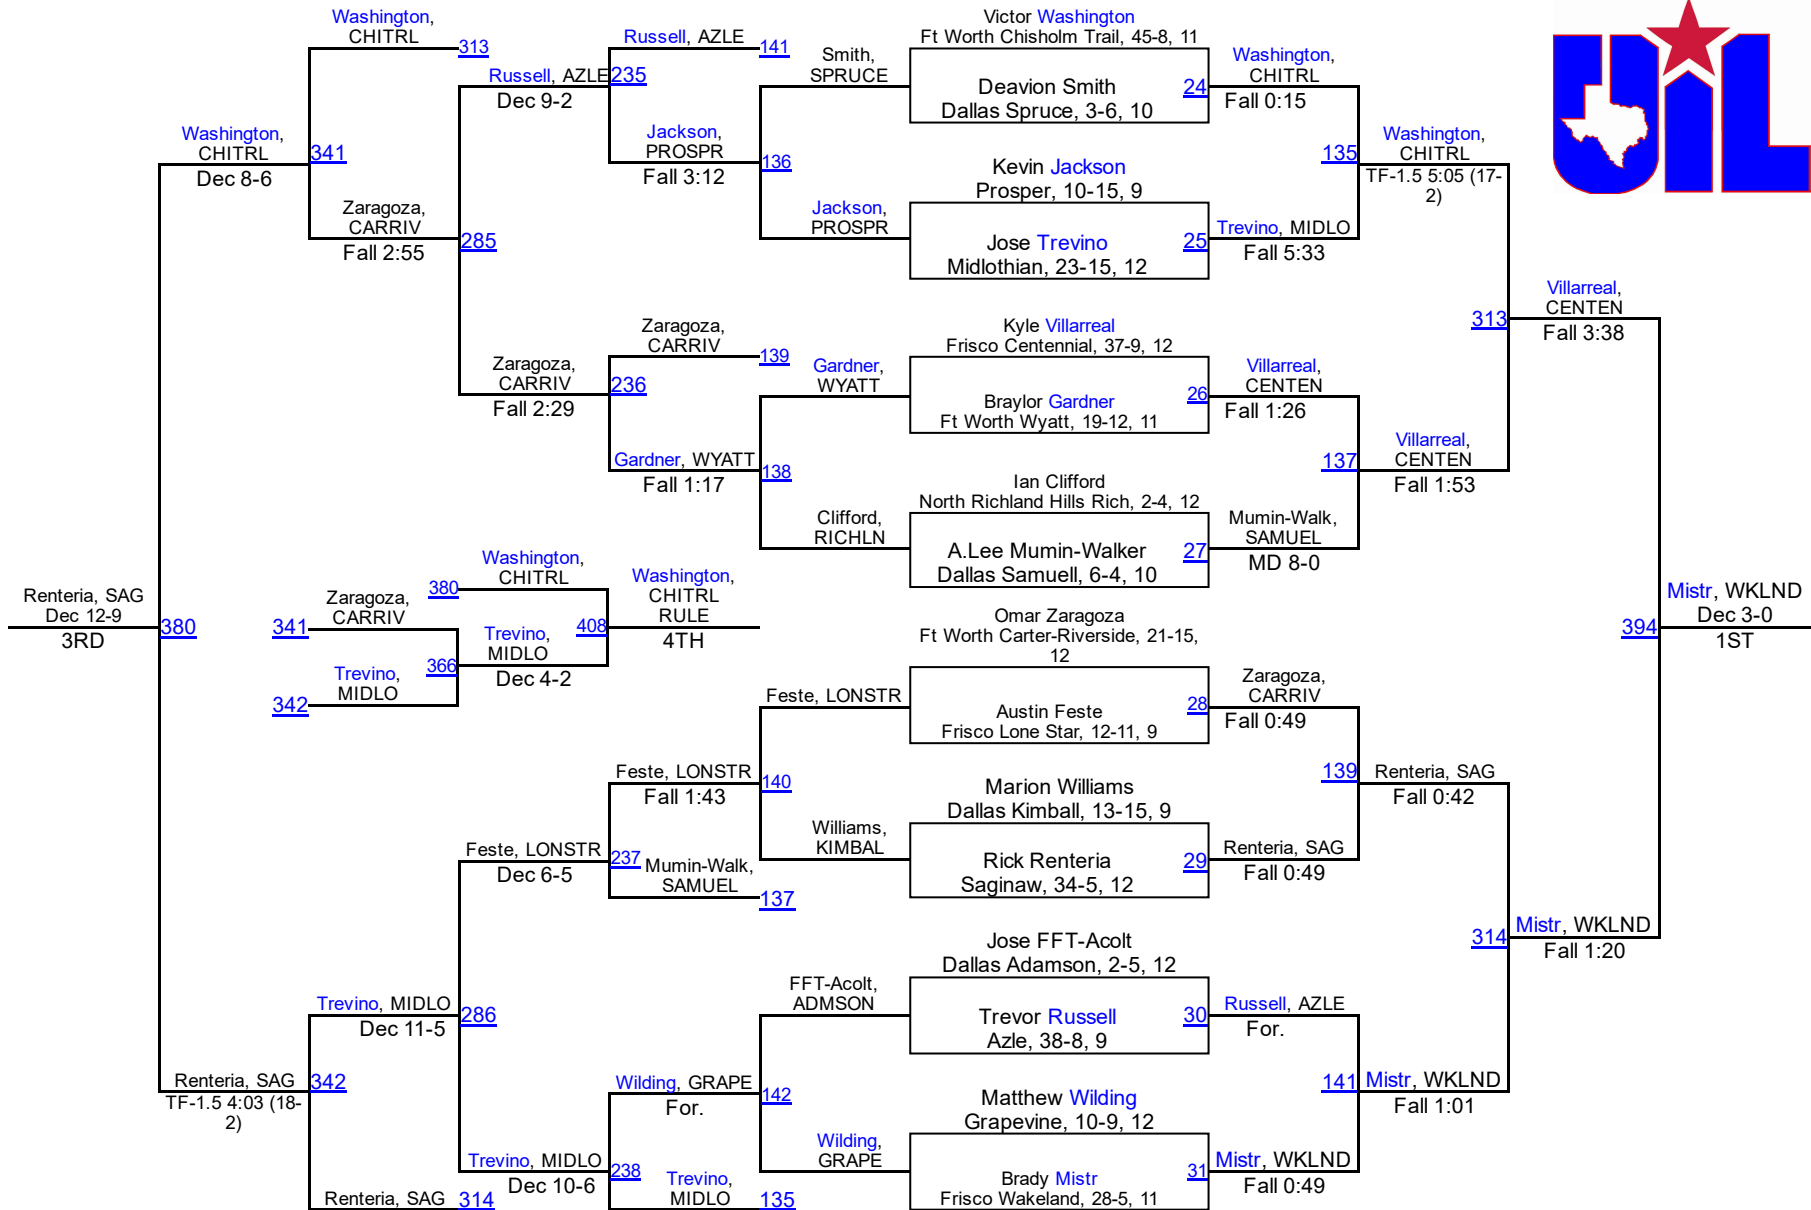 Washington,
CHITRL
313
Russell, AZLE
141
Russell, AZLE
235
Dec 9-2
Washington,
CHITRL
341
Dec 8-6
Jackson,
PROSPR
136
Fall 3:12
Zaragoza,
CARRIV
285
Fall 2:55
Smith,
SPRUCE
Jackson,
PROSPR
Victor Washington
Ft Worth Chisholm Trail, 45-8, 11
Deavion Smith
24
Dallas Spruce, 3-6, 10
Kevin Jackson
Prosper, 10-15, 9
Jose Trevino
25
Midlothian, 23-15, 12
Washington,
CHITRL
Fall 0:15
Trevino, MIDLO
Fall 5:33
135
Washington,
CHITRL
TF-1.5 5:05 (17-
2)
UIL
Zaragoza,
CARRIV
139
Zaragoza,
CARRIV
236
Fall 2:29
Gardner, WYATT
138
Fall 1:17
Gardner,
WYATT
Clifford,
RICHLN
Kyle Villarreal
Frisco Centennial, 37-9, 12
26
Braylor Gardner
Ft Worth Wyatt, 19-12, 11
Ian Clifford
North Richland Hills Rich, 2-4, 12
A.Lee Mumin-Walker
27
Dallas Samuell, 6-4, 10
Villarreal,
CENTEN
Fall 1:26
Mumin-Walk,
SAMUEL
MD 8-0
137
Villarreal,
CENTEN
Fall 1:53
313
Villarreal,
CENTEN
Fall 3:38
Renteria, SAG
Dec 12-9
3RD
380
Zaragoza,
CARRIV
341
Trevino,
MIDLO
342
366
Washington,
CHITRL
380
Trevino,
MIDLO
Dec 4-2
408
Washington,
CHITRL
RULE
4TH
Omar Zaragoza
Ft Worth Carter-Riverside, 21-15,
12
28
Austin Feste
Frisco Lone Star, 12-11, 9
Marion Williams
Dallas Kimball, 13-15, 9
Rick Renteria
29
Saginaw, 34-5, 12
Feste, LONSTR
Williams,
KIMBAL
Feste, LONSTR
140
Fall 1:43
Mumin-Walk,
SAMUEL
137
Feste, LONSTR
237
Dec 6-5
Zaragoza,
CARRIV
Fall 0:49
Renteria, SAG
Fall 0:49
139
Renteria, SAG
Fall 0:42
394
Mistr, WKLND
Dec 3-0
1ST
314
Mistr, WKLND
Fall 1:20
Jose FFT-Acolt
Dallas Adamson, 2-5, 12
Trevor Russell
30
Azle, 38-8, 9
Matthew Wilding
Grapevine, 10-9, 12
31
Brady Mistr
Frisco Wakeland, 28-5, 11
FFT-Acolt,
ADMSON
Wilding,
GRAPE
Russell, AZLE
For.
Mistr, WKLND
Fall 0:49
141
Mistr, WKLND
Fall 1:01
Trevino, MIDLO
286
Dec 11-5
Renteria, SAG
342
TF-1.5 4:03 (18-
2)
Wilding, GRAPE
142
For.
Trevino, MIDLO
238
Dec 10-6
Trevino,
MIDLO
135
Renteria, SAG
314